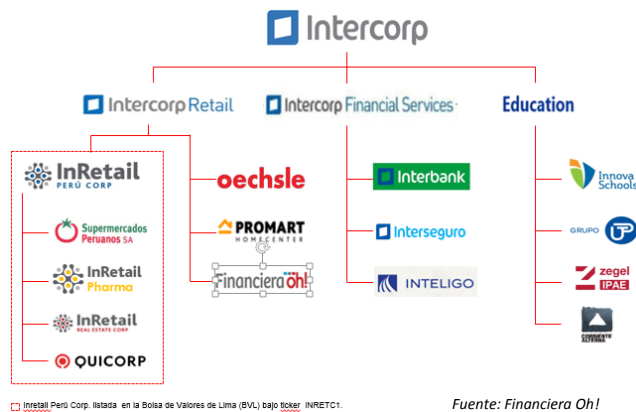 Intercorp
Intercorp Retail
Intercorp Financial Services
Education
InRetail
PERÚ CORP
Supermercados
Peruanos SA
InRetail
Pharma
InRetail
REAL ESTATE CORP
QUICORP
oechsle
PROMART
HOMECENTER
Financiera oh!
Interbank
Interseguro
INTELIGO
Innova
Schools
GRUPO UP
zegel
IPAE
CORRIENTE
ALTERNA
Inretail Perú Corp. listada en la Bolsa de Valores de Lima (BVL) bajo ticker INRETC1.
Fuente: Financiera Oh!